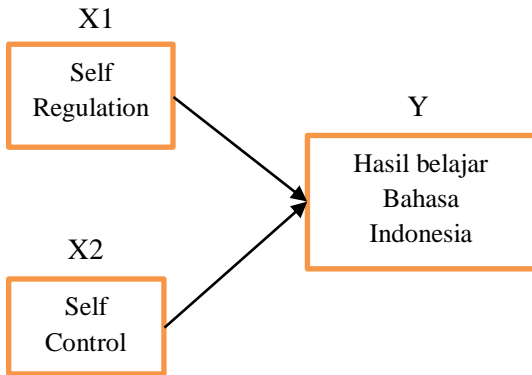 X1
Self
Regulation
Y
Hasil belajar
Bahasa
Indonesia
X2
Self
Control